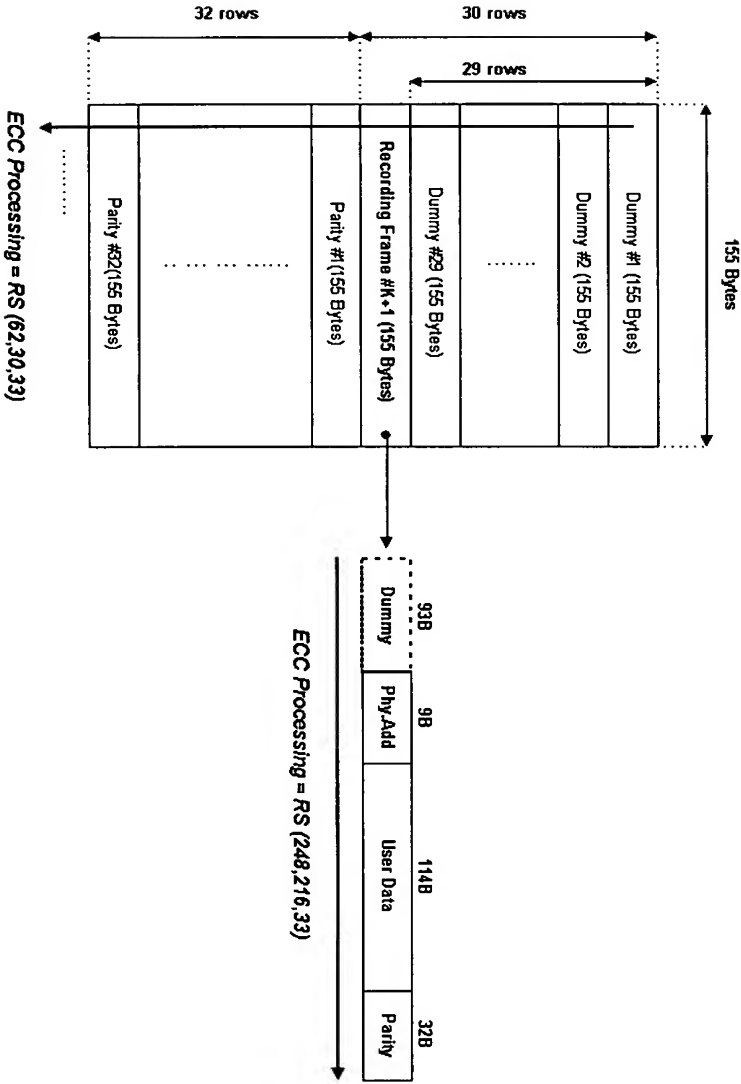 155 Bytes
30 rows
29 rows
32 rows
Dummy #1 (155 Bytes)
Dummy #2 (155 Bytes)
........
Dummy #29 (155 Bytes)
Recording Frame #K+1 (155 Bytes)
Parity #1(155 Bytes)
... ... ... ........
Parity #32(155 Bytes)
.........
ECC Processing = RS (62,30,33)
93B
9B
114B
32B
Dummy
Phy.Add
User Data
Parity
ECC Processing = RS (248,216,33)